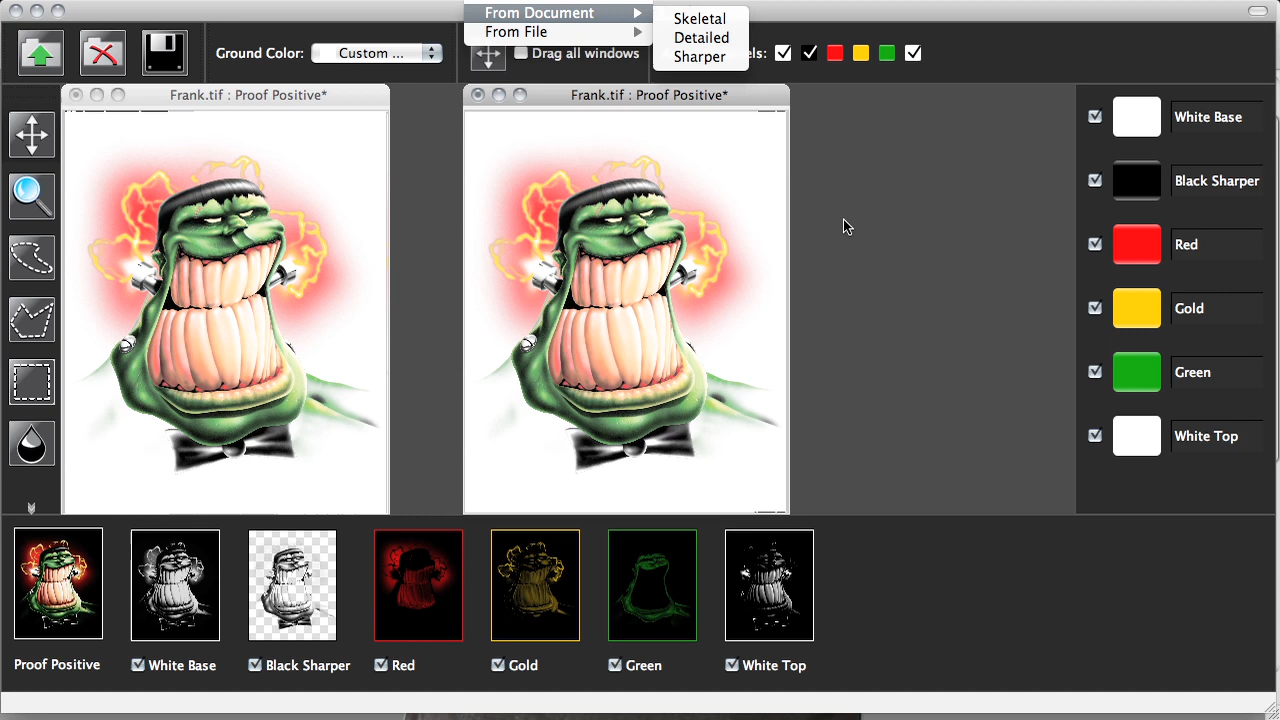 From Document
From File
Skeletal
Detailed
Sharper
Ground Color:
Custom ...
Drag all windows
Frank.tif : Proof Positive*
Frank.tif : Proof Positive*
White Base
Black Sharper
Red
Gold
Green
White Top
Proof Positive
White Base
Black Sharper
Red
Gold
Green
White Top